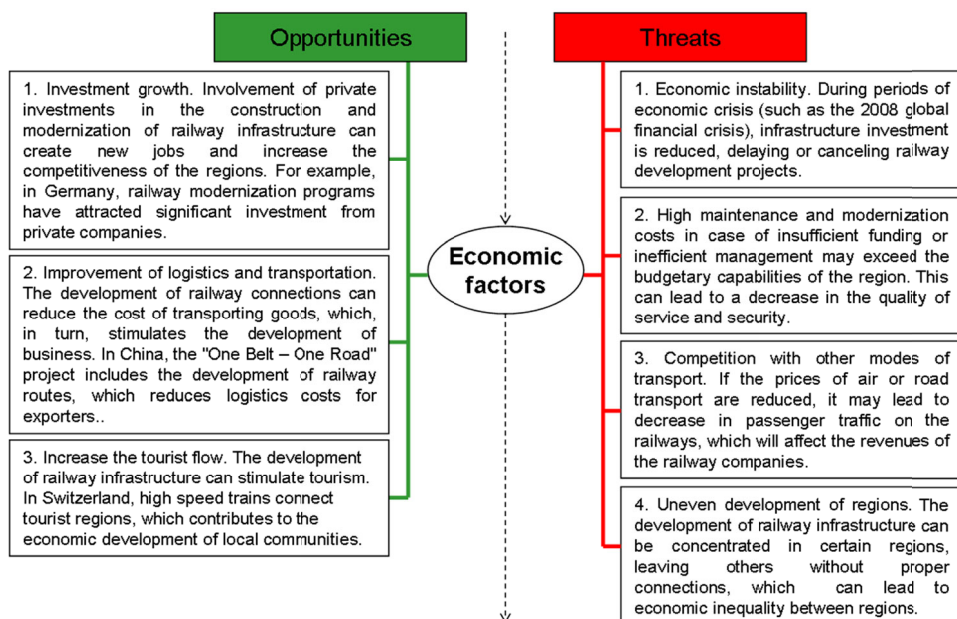 Opportunities
1. Investment growth. Involvement of private
investments in the construction and
modernization of railway infrastructure can
create new jobs and increase the
competitiveness of the regions. For example,
in Germany, railway modernization programs
have attracted significant investment from
private companies.
2. Improvement of logistics and transportation.
The development of railway connections can
reduce the cost of transporting goods, which,
in turn, stimulates the development of
business. In China, the "One Belt – One Road"
project includes the development of railway
routes, which reduces logistics costs for
exporters..
3. Increase the tourist flow. The development
of railway infrastructure can stimulate tourism.
In Switzerland, high speed trains connect
tourist regions, which contributes to the
economic development of local communities.
Economic
factors
Threats
1. Economic instability. During periods of
economic crisis (such as the 2008 global
financial crisis), infrastructure investment
is reduced, delaying or canceling railway
development projects.
2. High maintenance and modernization
costs in case of insufficient funding or
inefficient management may exceed the
budgetary capabilities of the region. This
can lead to a decrease in the quality of
service and security.
3. Competition with other modes of
transport. If the prices of air or road
transport are reduced, it may lead to
decrease in passenger traffic on the
railways, which will affect the revenues of
the railway companies.
4. Uneven development of regions. The
development of railway infrastructure can
be concentrated in certain regions,
leaving others without proper
connections, which can lead to
economic inequality between regions.